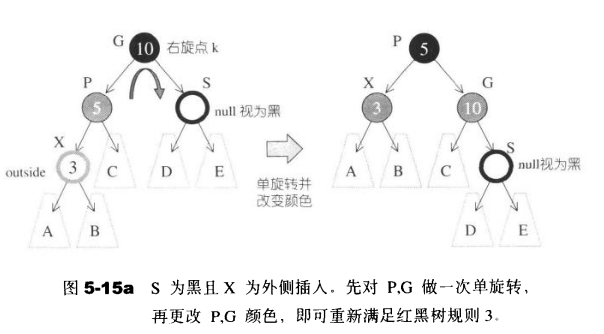 G 10 右旋点 k
P 5
P 5 S
null 视为黑
X 3 G 10
X
outside 3 C D E
A B C S
null视为黑
单旋转并
改变颜色
A B
D E
图 5-15a S 为黑且 X 为外侧插入。先对 P,G 做一次单旋转，
再更改 P,G 颜色，即可重新满足红黑树规则 3。